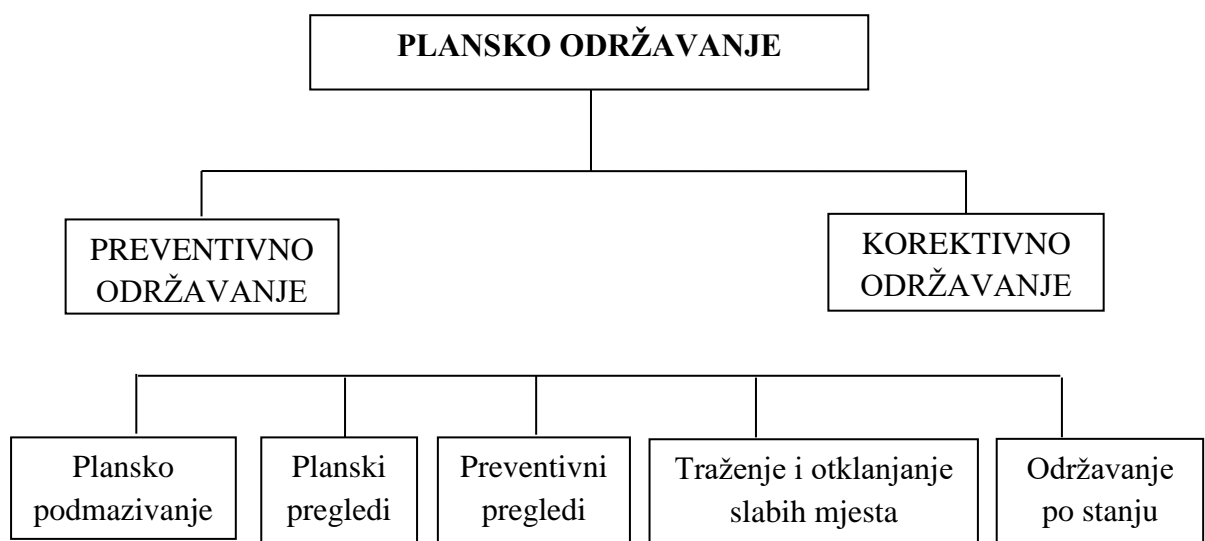 PLANSKO ODRŽAVANJE
PREVENTIVNO
ODRŽAVANJE
KOREKTIVNO
ODRŽAVANJE
Plansko
podmazivanje
Planski
pregledi
Preventivni
pregledi
Traženje i otklanjanje
slabih mjesta
Održavanje
po stanju